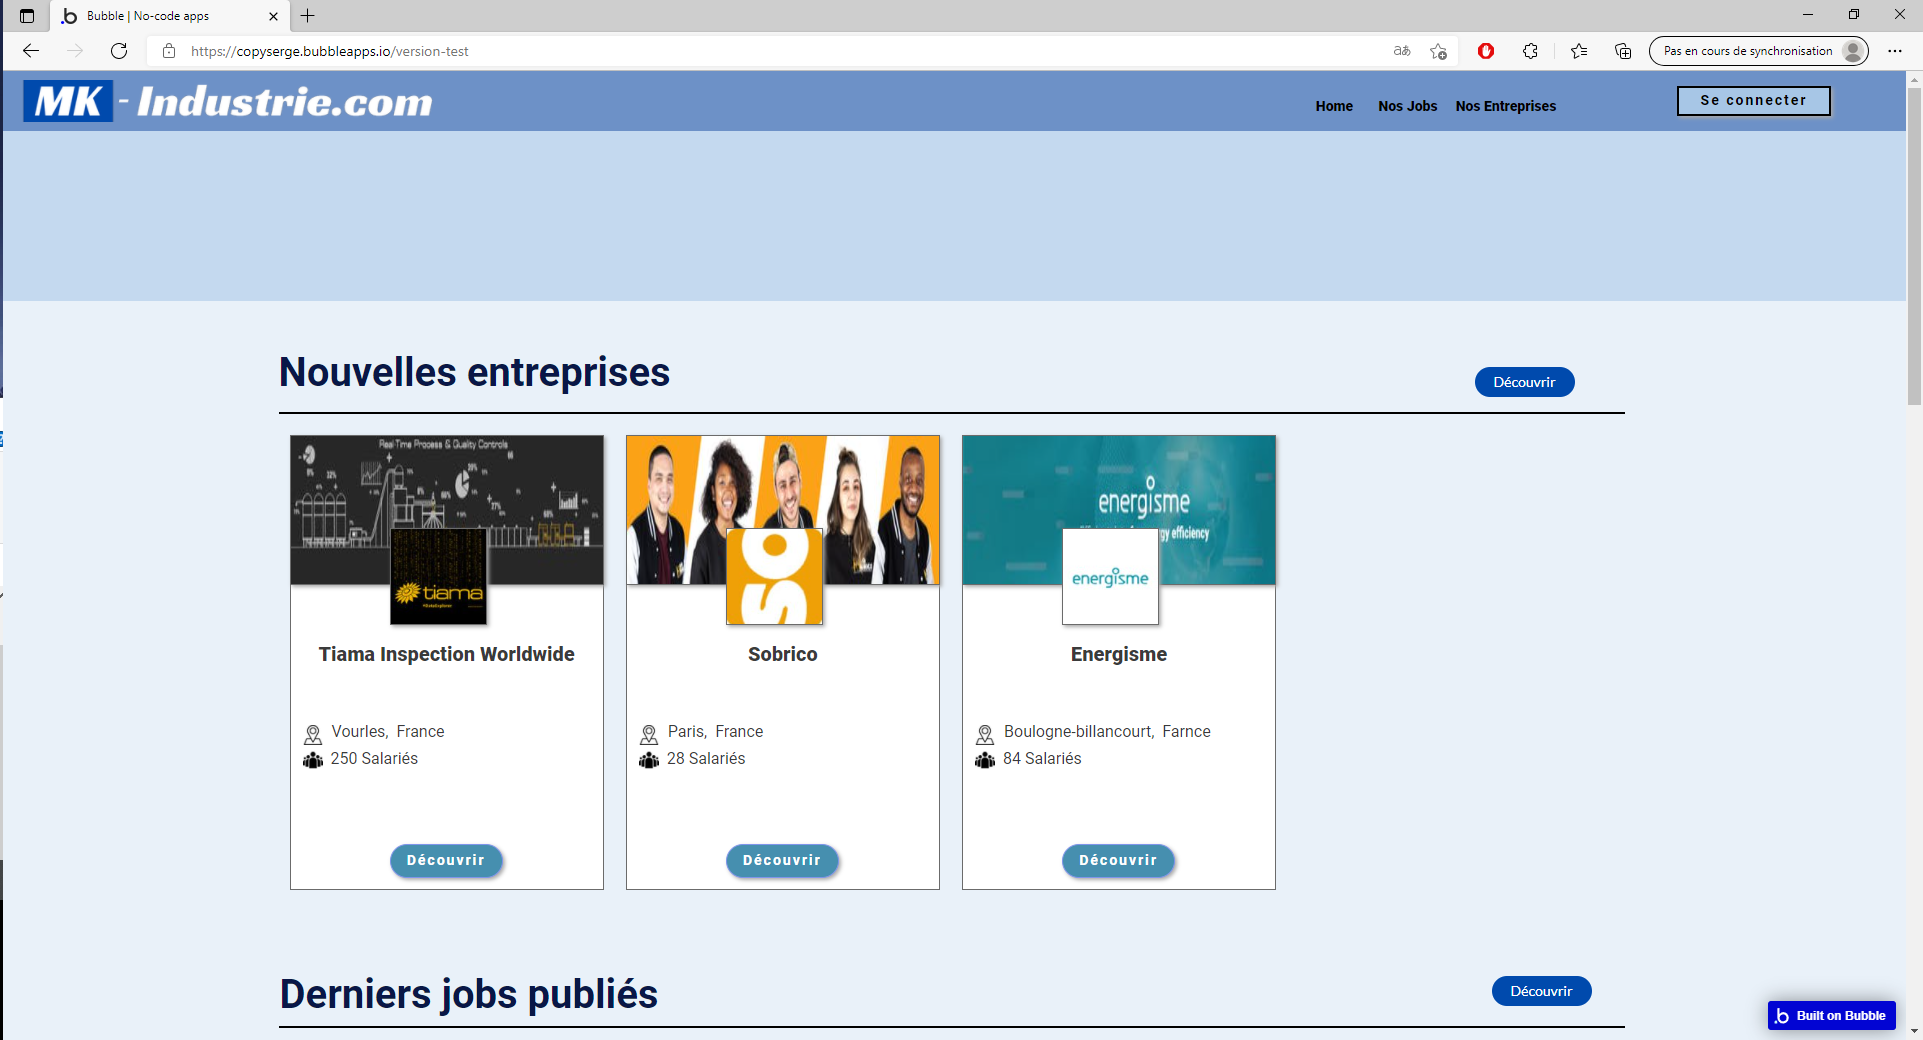 Bubble | No-code apps
https://copyserge.bubbleapps.io/version-test
Pas en cours de synchronisation
MK - Industrie.com
Home Nos Jobs Nos Entreprises
Se connecter
Nouvelles entreprises
Découvrir
Real-Time Process & Quality Controls
tiama
Tiama Inspection Worldwide
Vourles, France
250 Salariés
Découvrir
SO
Sobrico
Paris, France
28 Salariés
Découvrir
energisme
gy efficiency
energisme
Energisme
Boulogne-billancourt, Farnce
84 Salariés
Découvrir
Derniers jobs publiés
Découvrir
Built on Bubble